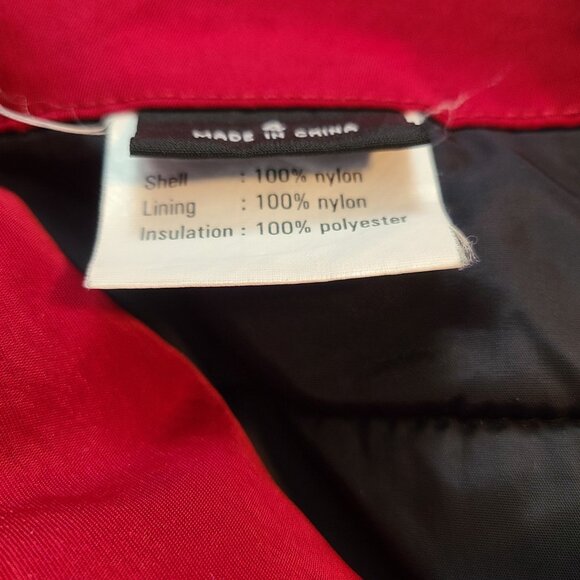 MADE IN CHINA
Shell : 100% nylon
Lining : 100% nylon
Insulation : 100% polyester